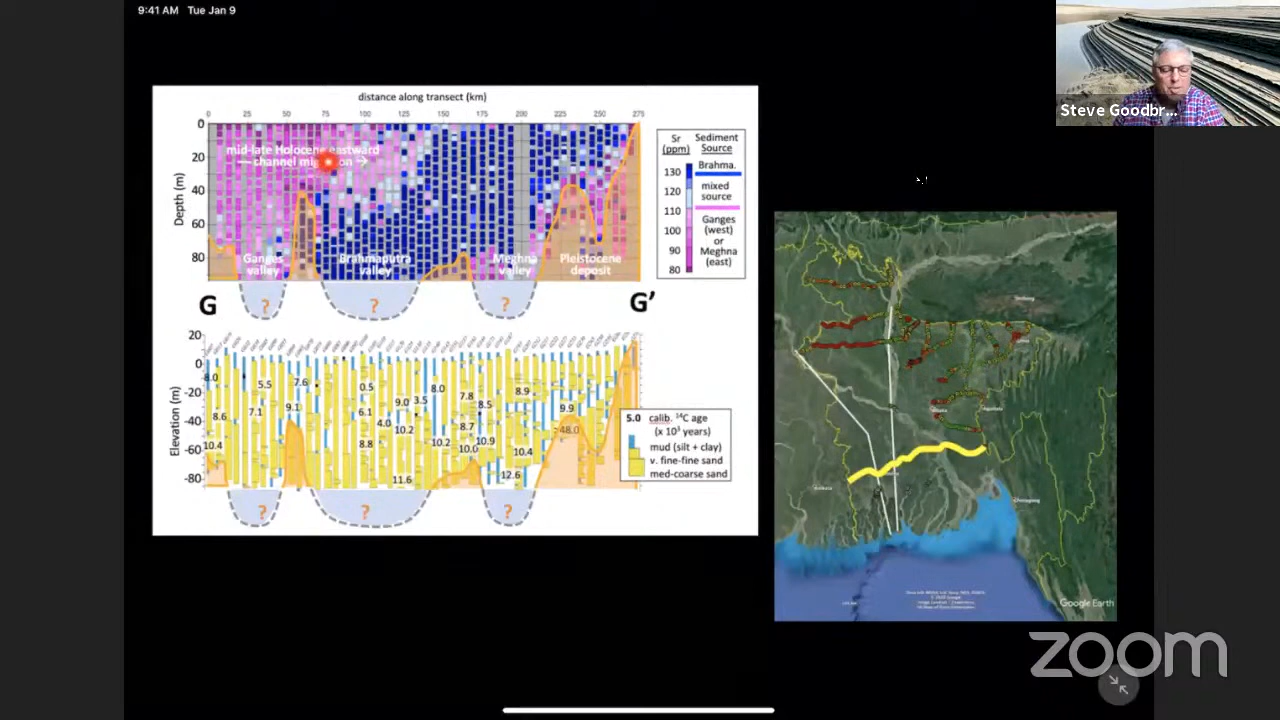 9:41 AM Tue Jan 9
Steve Goodbr...
distance along transect (km)
0 25 50 75 100 125 150 175 200 225 250 275
Depth (m)
0
20
40
60
80
mid-late Holocene eastward
channel mig
on
Ganges
valley
Brahmaputra
valley
Meghna
valley
Pleistocene
deposit
? ? ?
Sr
(ppm)
Sediment
Source
130
120
110
100
90
80
Brahma.
mixed
source
Ganges
(west)
or
Meghna
(east)
G
G'
Elevation (m)
20
0
-20
-40
-60
-80
8.0
8.6
10.4
7.1
5.5
7.6
9.1
0.5
6.1
8.8
4.0
9.0
10.2
11.6
3.5
8.0
10.2
7.8
8.7
10.0
8.5
10.9
8.9
10.4
12.6
9.9
48.0
? ? ?
5.0 calib. ¹⁴C age
(x 10³ years)
mud (silt + clay)
v. fine-fine sand
med-coarse sand
Google Earth
zoom